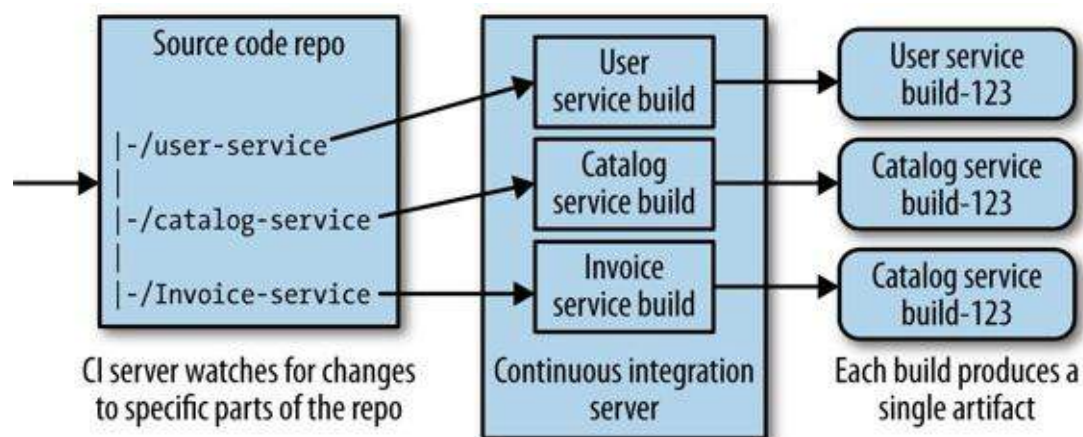 Source code repo
|-/user-service
|
|-/catalog-service
|
|-/Invoice-service
CI server watches for changes
to specific parts of the repo
User
service build
Catalog
service build
Invoice
service build
Continuous integration
server
User service
build-123
Catalog service
build-123
Catalog service
build-123
Each build produces a
single artifact